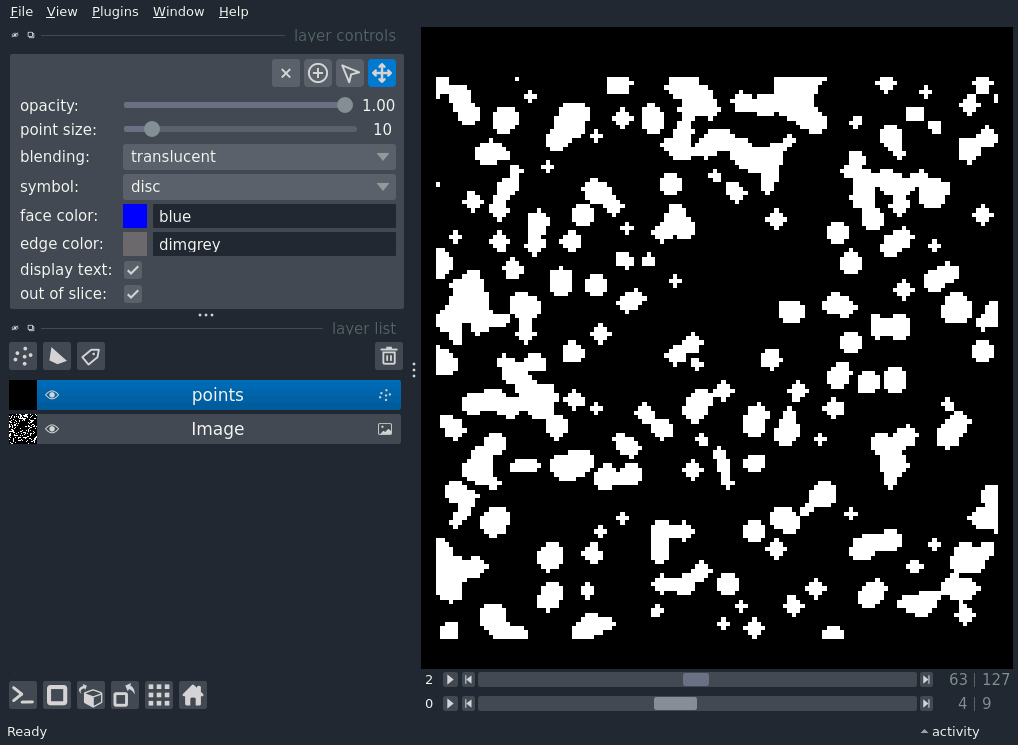 File View Plugins Window Help
layer controls
opacity: 1.00
point size: 10
blending: translucent
symbol: disc
face color: blue
edge color: dimgrey
display text:
out of slice:
layer list
points
Image
2 63 | 127
0 4 | 9
Ready activity